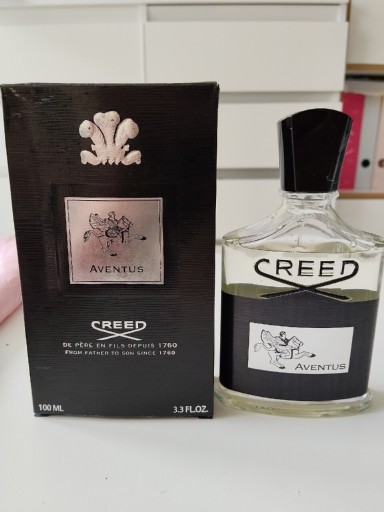 AVENTUS
CREED
DE PÈRE EN FILS DEPUIS 1760
FROM FATHER TO SON SINCE 1760
100 ML 3.3 FL.OZ.
CREED
AVENTUS